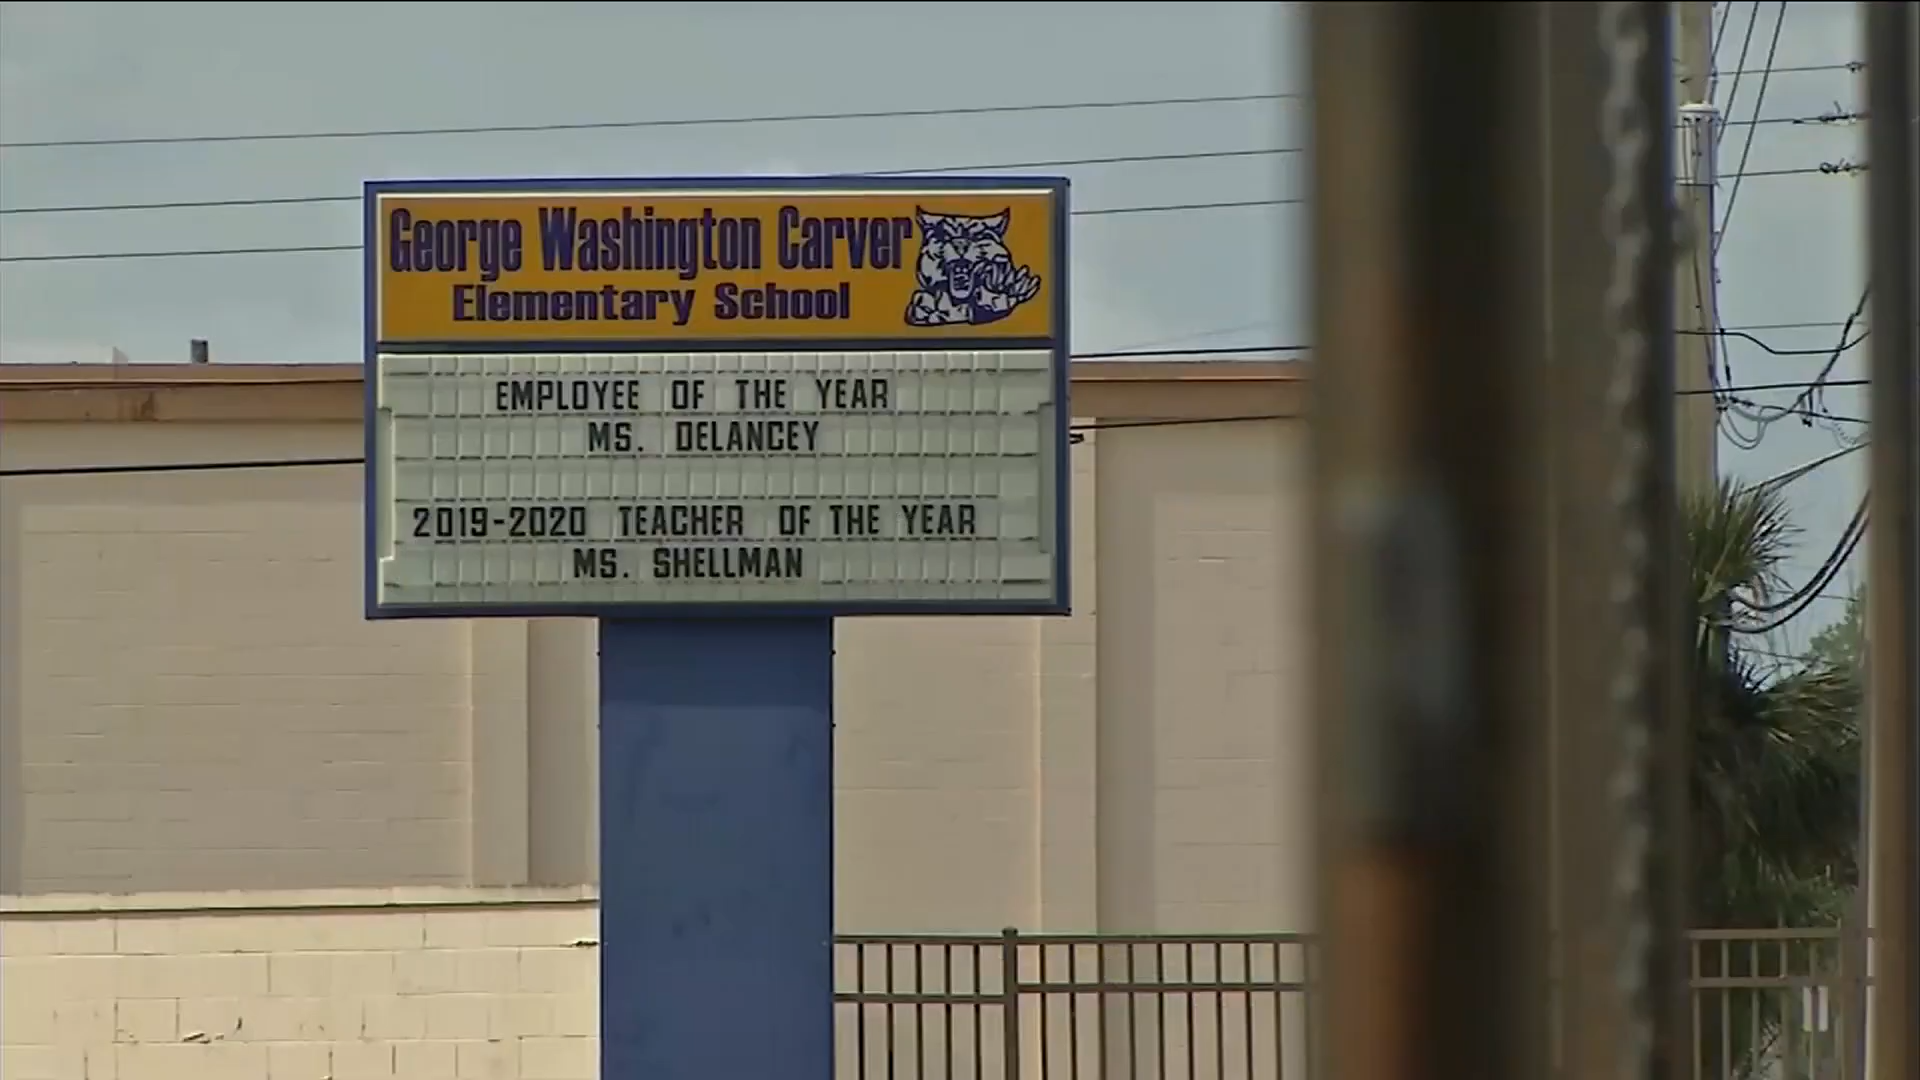 George Washington Carver
Elementary School
EMPLOYEE OF THE YEAR
MS. DELANCEY
2019-2020 TEACHER OF THE YEAR
MS. SHELLMAN